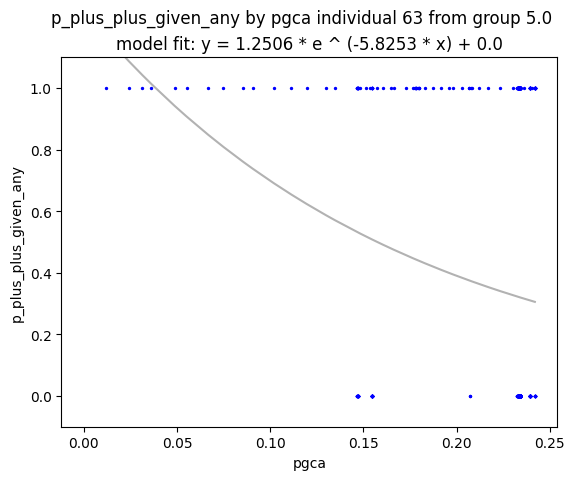 p_plus_plus_given_any by pgca individual 63 from group 5.0
model fit: y = 1.2506 * e ^ (-5.8253 * x) + 0.0
1.0
0.8
0.6
0.4
0.2
0.0
p_plus_plus_given_any
0.00 0.05 0.10 0.15 0.20 0.25
pgca